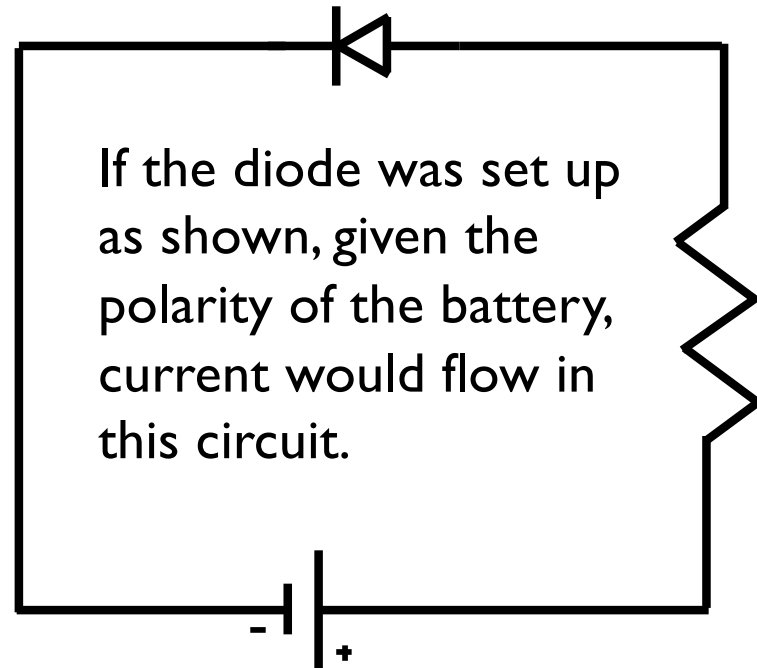 If the diode was set up
as shown, given the
polarity of the battery,
current would flow in
this circuit.
- +